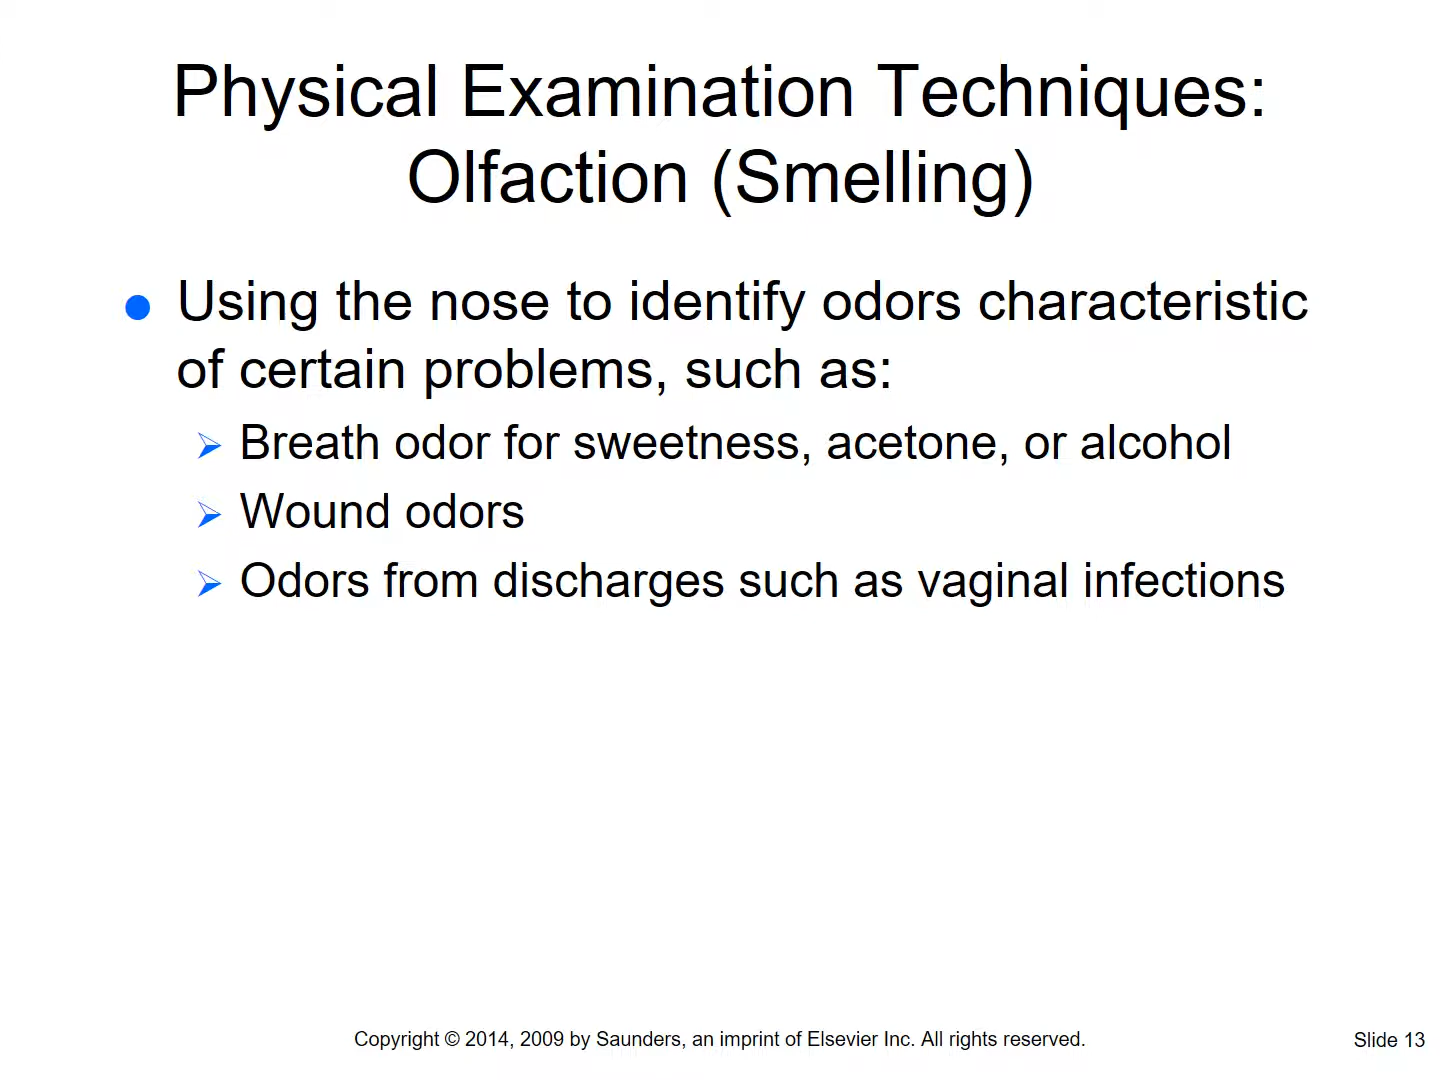 Physical Examination Techniques:
Olfaction (Smelling)
● Using the nose to identify odors characteristic
of certain problems, such as:
➢ Breath odor for sweetness, acetone, or alcohol
➢ Wound odors
➢ Odors from discharges such as vaginal infections
Copyright © 2014, 2009 by Saunders, an imprint of Elsevier Inc. All rights reserved.
Slide 13